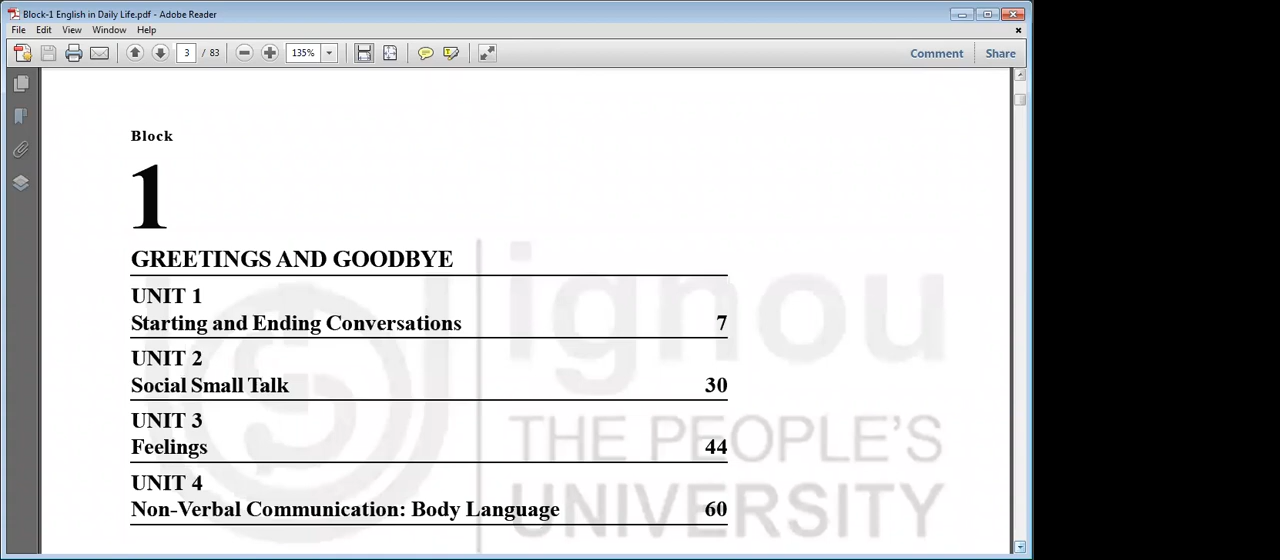 Block-1 English in Daily Life.pdf - Adobe Reader
File Edit View Window Help
3 / 83 135% Comment Share
Block
1
GREETINGS AND GOODBYE
UNIT 1
Starting and Ending Conversations 7
UNIT 2
Social Small Talk 30
UNIT 3
Feelings 44
UNIT 4
Non-Verbal Communication: Body Language 60
ignou
THE PEOPLE'S
UNIVERSITY